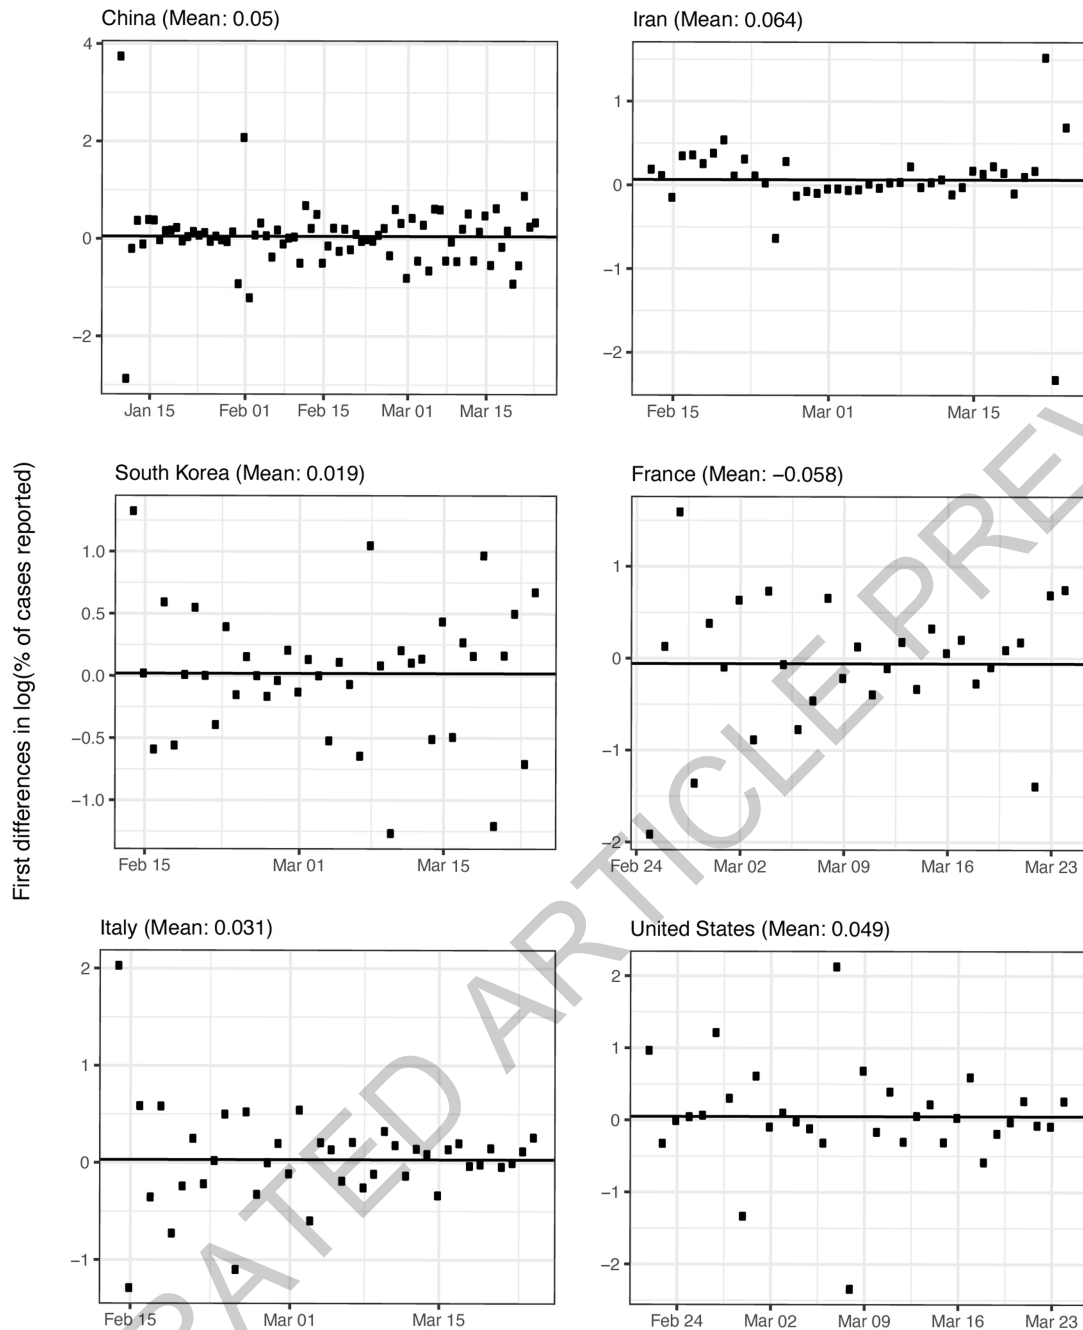 China (Mean: 0.05)
4
2
0
−2
Jan 15 Feb 01 Feb 15 Mar 01 Mar 15
Iran (Mean: 0.064)
1
0
−1
−2
Feb 15 Mar 01 Mar 15
First differences in log(% of cases reported)
South Korea (Mean: 0.019)
1.0
0.5
0.0
−0.5
−1.0
Feb 15 Mar 01 Mar 15
France (Mean: −0.058)
1
0
−1
−2
Feb 24 Mar 02 Mar 09 Mar 16 Mar 23
Italy (Mean: 0.031)
2
1
0
−1
Feb 15 Mar 01 Mar 15
United States (Mean: 0.049)
2
1
0
−1
−2
Feb 24 Mar 02 Mar 09 Mar 16 Mar 23
RATED ARTICLE PREV